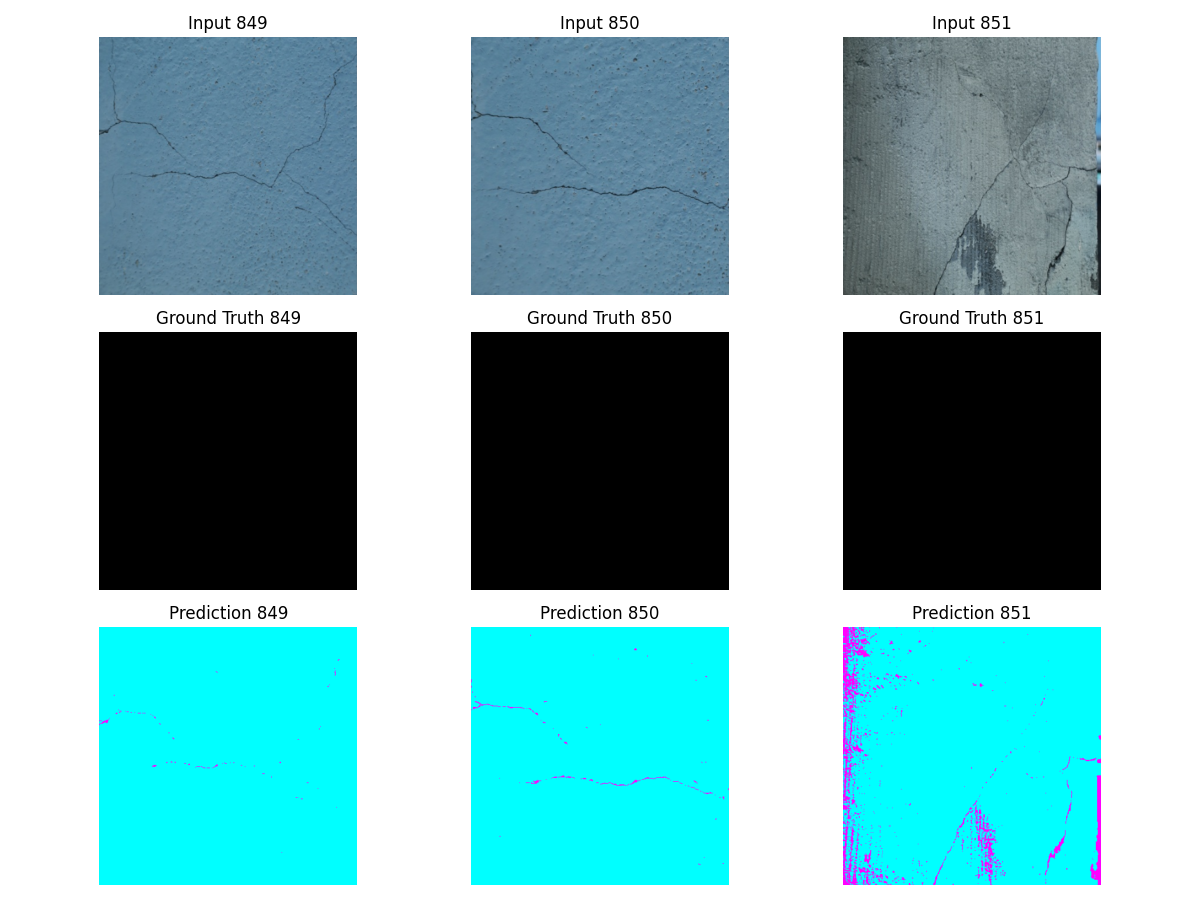 Input 849
Input 850
Input 851
Ground Truth 849
Ground Truth 850
Ground Truth 851
Prediction 849
Prediction 850
Prediction 851